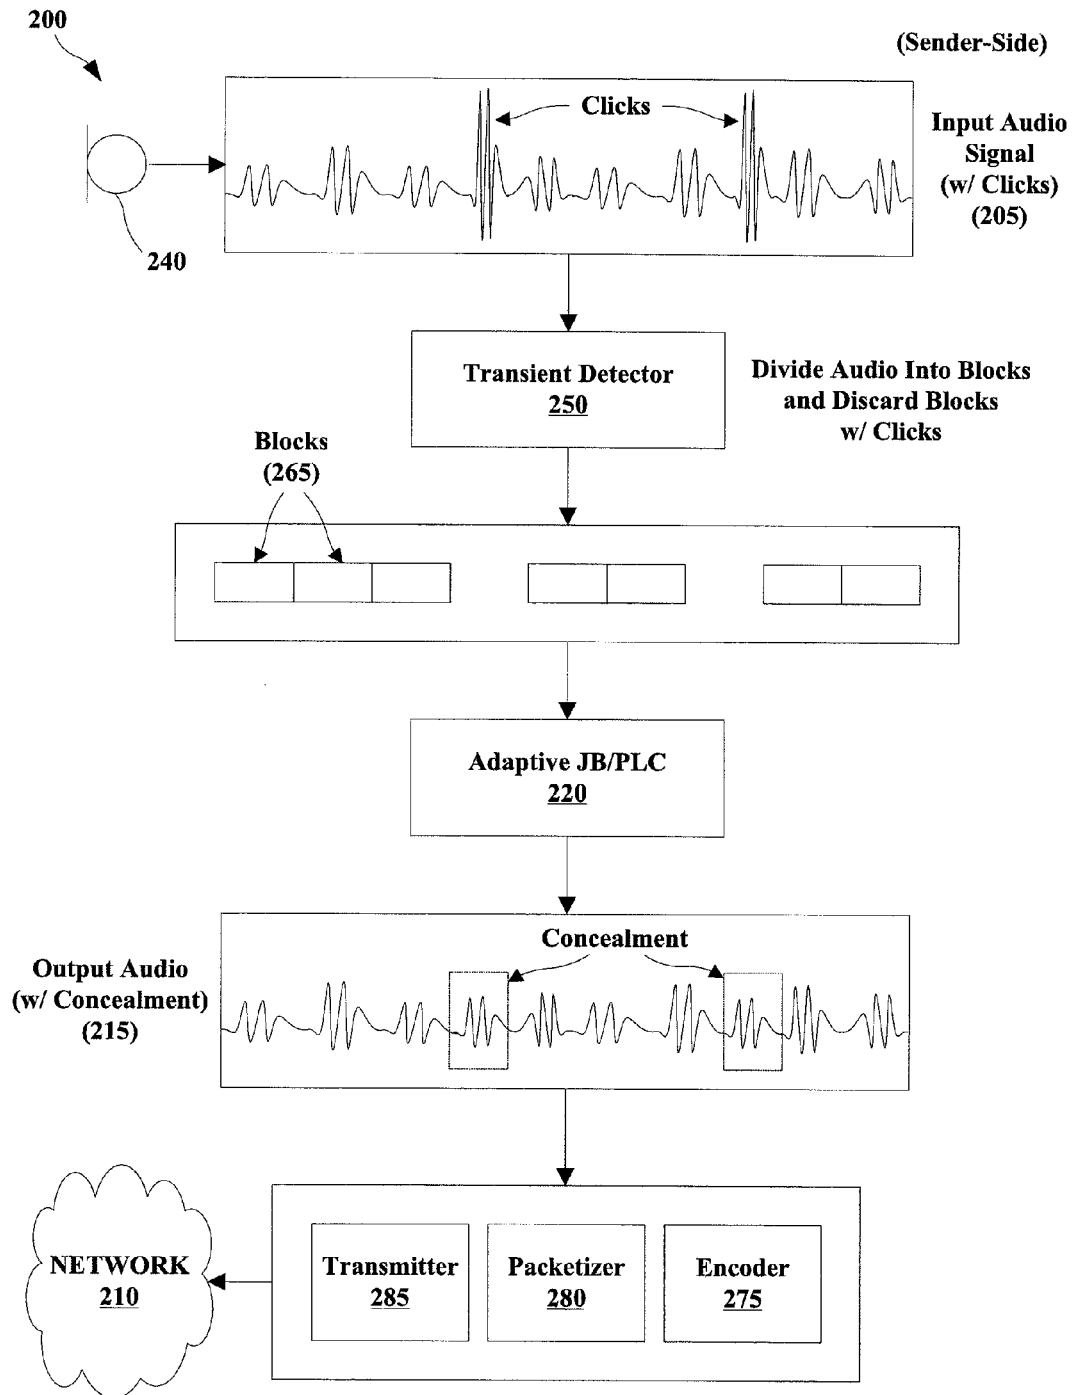 200
(Sender-Side)
Clicks
Input Audio
Signal
(w/ Clicks)
(205)
240
Transient Detector
250
Divide Audio Into Blocks
and Discard Blocks
w/ Clicks
Blocks
(265)
Adaptive JB/PLC
220
Concealment
Output Audio
(w/ Concealment)
(215)
NETWORK
210
Transmitter
285
Packetizer
280
Encoder
275